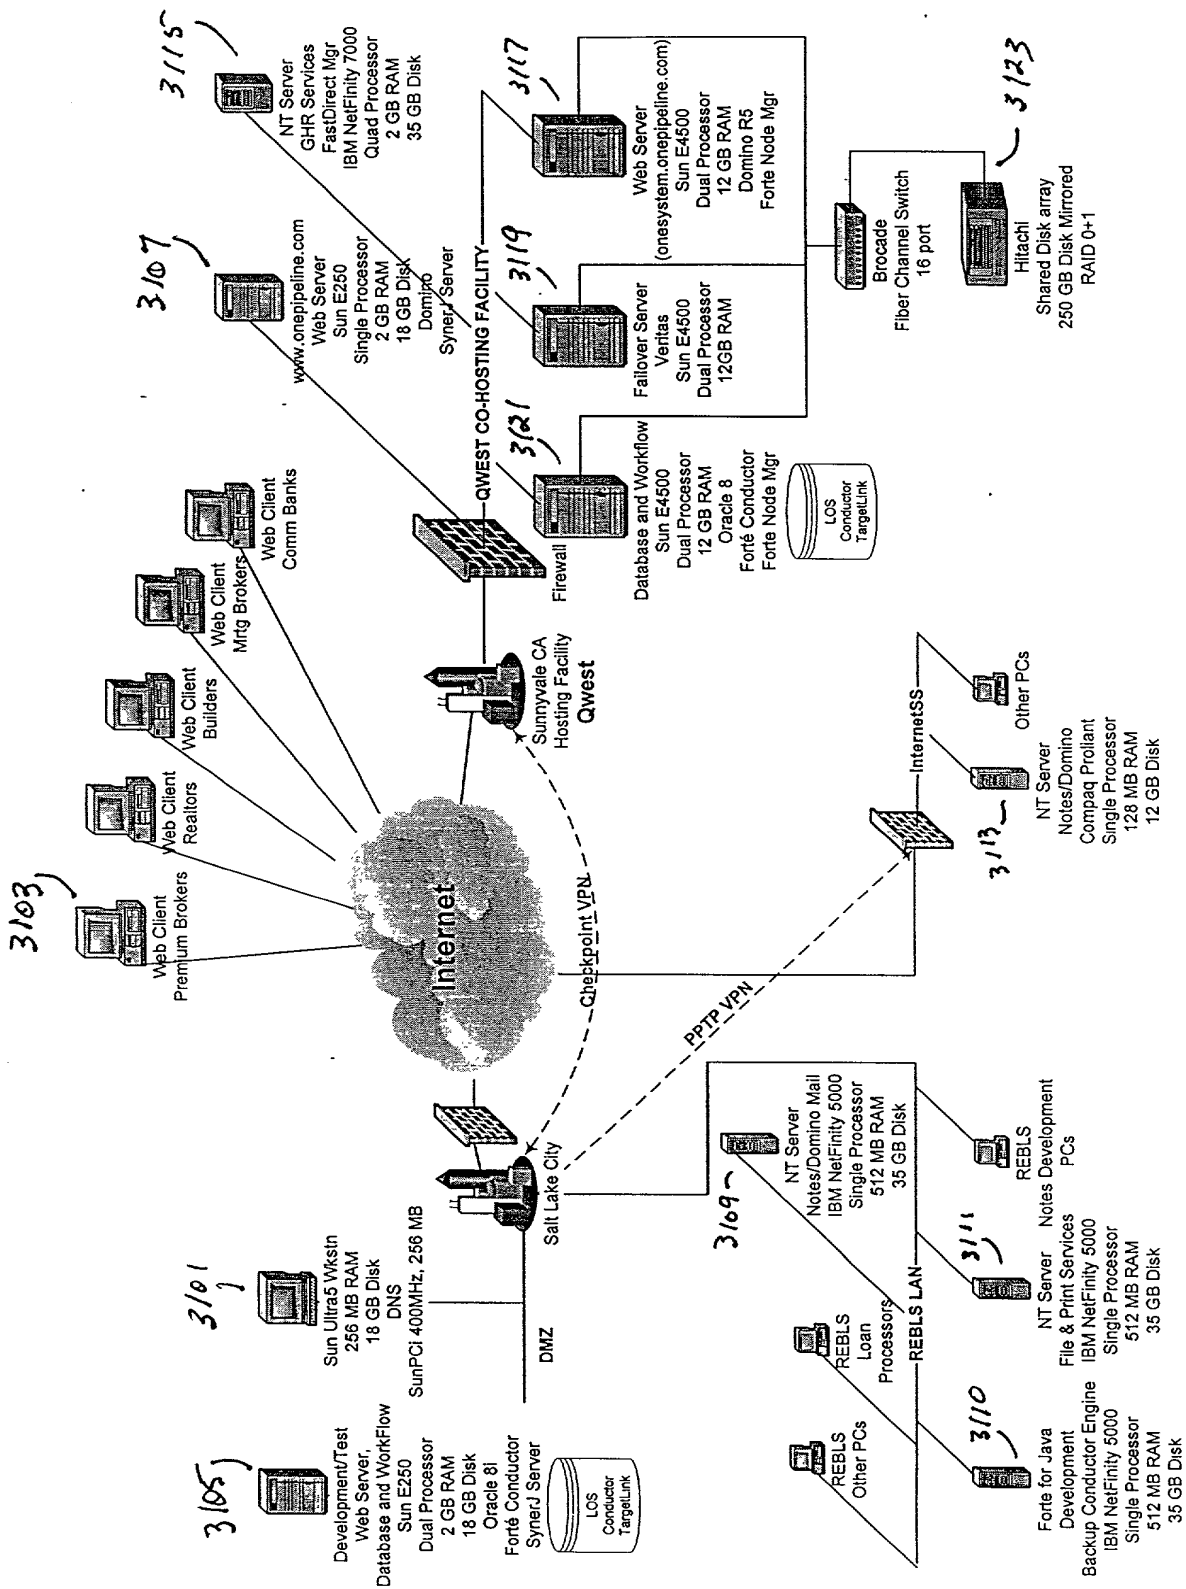 3115
NT Server
GHR Services
FastDirect Mgr
IBM NetFinity 7000
Quad Processor
2 GB RAM
35 GB Disk
3107
www.onepipeline.com
Web Server
Sun E250
Single Processor
2 GB RAM
18 GB Disk
Domino
SynerJ Server
3103
Web Client
Premium Brokers
Web Client
Realtors
Web Client
Builders
Web Client
Mrtg Brokers
Web Client
Comm Banks
3101
Sun Ultra5 Wkstn
256 MB RAM
18 GB Disk
DNS
SunPCi 400MHz, 256 MB
3105
Development/Test
Web Server,
Database and WorkFlow
Sun E250
Dual Processor
2 GB RAM
18 GB Disk
Oracle 8I
Forté Conductor
SynerJ Server
LOS
Conductor
TargetLink
DMZ
Salt Lake City
Internet
Checkpoint VPN
PPTP VPN
Sunnyvale CA
Hosting Facility
Qwest
Firewall
QWEST CO-HOSTING FACILITY
3121
Database and Workflow
Sun E4500
Dual Processor
12 GB RAM
Oracle 8
Forté Conductor
Forte Node Mgr
LOS
Conductor
TargetLink
3119
Failover Server
Veritas
Sun E4500
Dual Processor
12GB RAM
3117
Web Server
(onesystem.onepipeline.com)
Sun E4500
Dual Processor
12 GB RAM
Domino R5
Forte Node Mgr
Brocade
Fiber Channel Switch
16 port
3123
Hitachi
Shared Disk array
250 GB Disk Mirrored
RAID 0+1
InternetSS
3113
NT Server
Notes/Domino
Compaq Proliant
Single Processor
128 MB RAM
12 GB Disk
Other PCs
3109
NT Server
Notes/Domino Mail
IBM NetFinity 5000
Single Processor
512 MB RAM
35 GB Disk
REBLS LAN
REBLS
Other PCs
REBLS
Loan
Processors
3110
Forte for Java
Development
Backup Conductor Engine
IBM NetFinity 5000
Single Processor
512 MB RAM
35 GB Disk
3111
NT Server
File & Print Services
IBM NetFinity 5000
Single Processor
512 MB RAM
35 GB Disk
REBLS
Notes Development
PCs